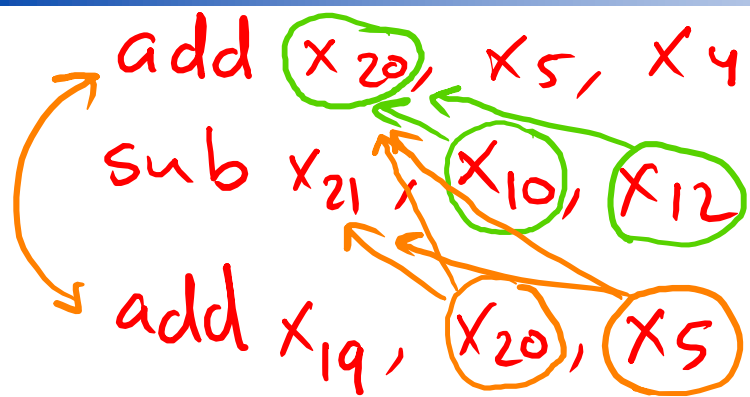 add x20, x5, x4
sub x21, x10, x12
add x19, x20, x5